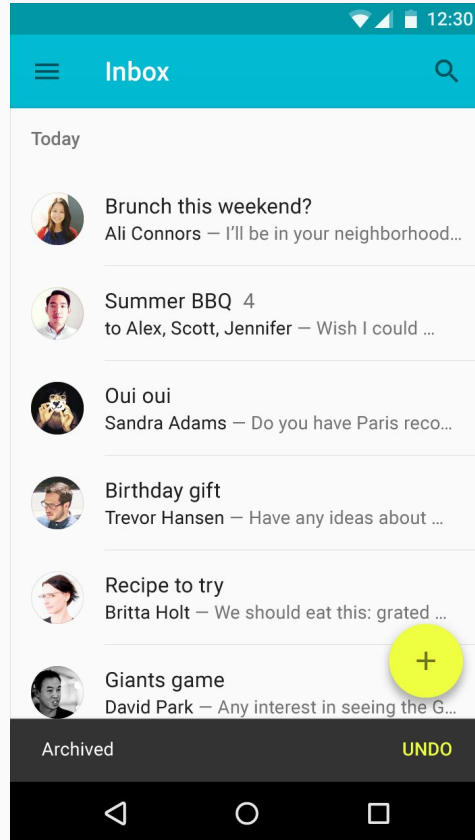 12:30
Inbox
Today
Brunch this weekend?
Ali Connors — I'll be in your neighborhood...
Summer BBQ 4
to Alex, Scott, Jennifer — Wish I could ...
Oui oui
Sandra Adams — Do you have Paris reco...
Birthday gift
Trevor Hansen — Have any ideas about ...
Recipe to try
Britta Holt — We should eat this: grated ...
Giants game
David Park — Any interest in seeing the G...
Archived UNDO